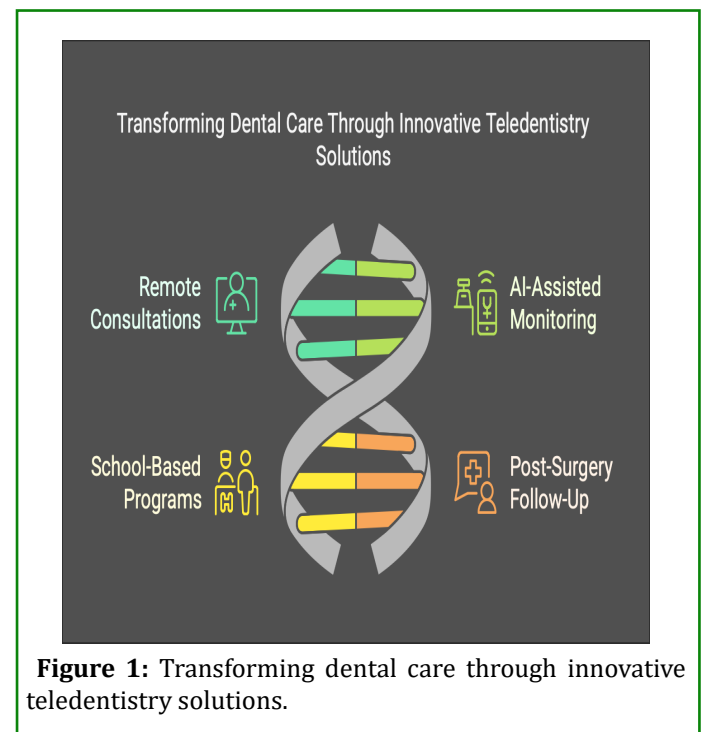 Transforming Dental Care Through Innovative Teledentistry
Solutions
Remote
Consultations
AI-Assisted
Monitoring
School-Based
Programs
Post-Surgery
Follow-Up
Figure 1: Transforming dental care through innovative
teledentistry solutions.